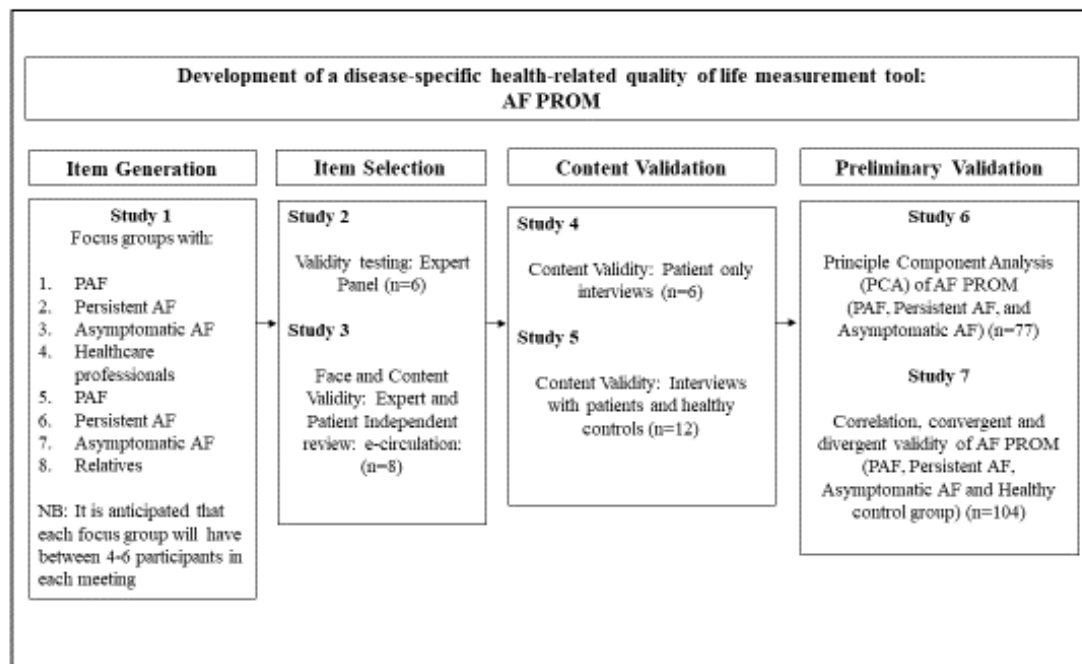 Development of a disease-specific health-related quality of life measurement tool:
AF PROM
Item Generation
Study 1
Focus groups with:
1. PAF
2. Persistent AF
3. Asymptomatic AF
4. Healthcare
professionals
5. PAF
6. Persistent AF
7. Asymptomatic AF
8. Relatives
NB: It is anticipated that
each focus group will have
between 4-6 participants in
each meeting
Item Selection
Study 2
Validity testing: Expert
Panel (n=6)
Study 3
Face and Content
Validity: Expert and
Patient Independent
review: e-circulation:
(n=8)
Content Validation
Study 4
Content Validity: Patient only
interviews (n=6)
Study 5
Content Validity: Interviews
with patients and healthy
controls (n=12)
Preliminary Validation
Study 6
Principle Component Analysis
(PCA) of AF PROM
(PAF, Persistent AF, and
Asymptomatic AF) (n=77)
Study 7
Correlation, convergent and
divergent validity of AF PROM
(PAF, Persistent AF,
Asymptomatic AF and Healthy
control group) (n=104)